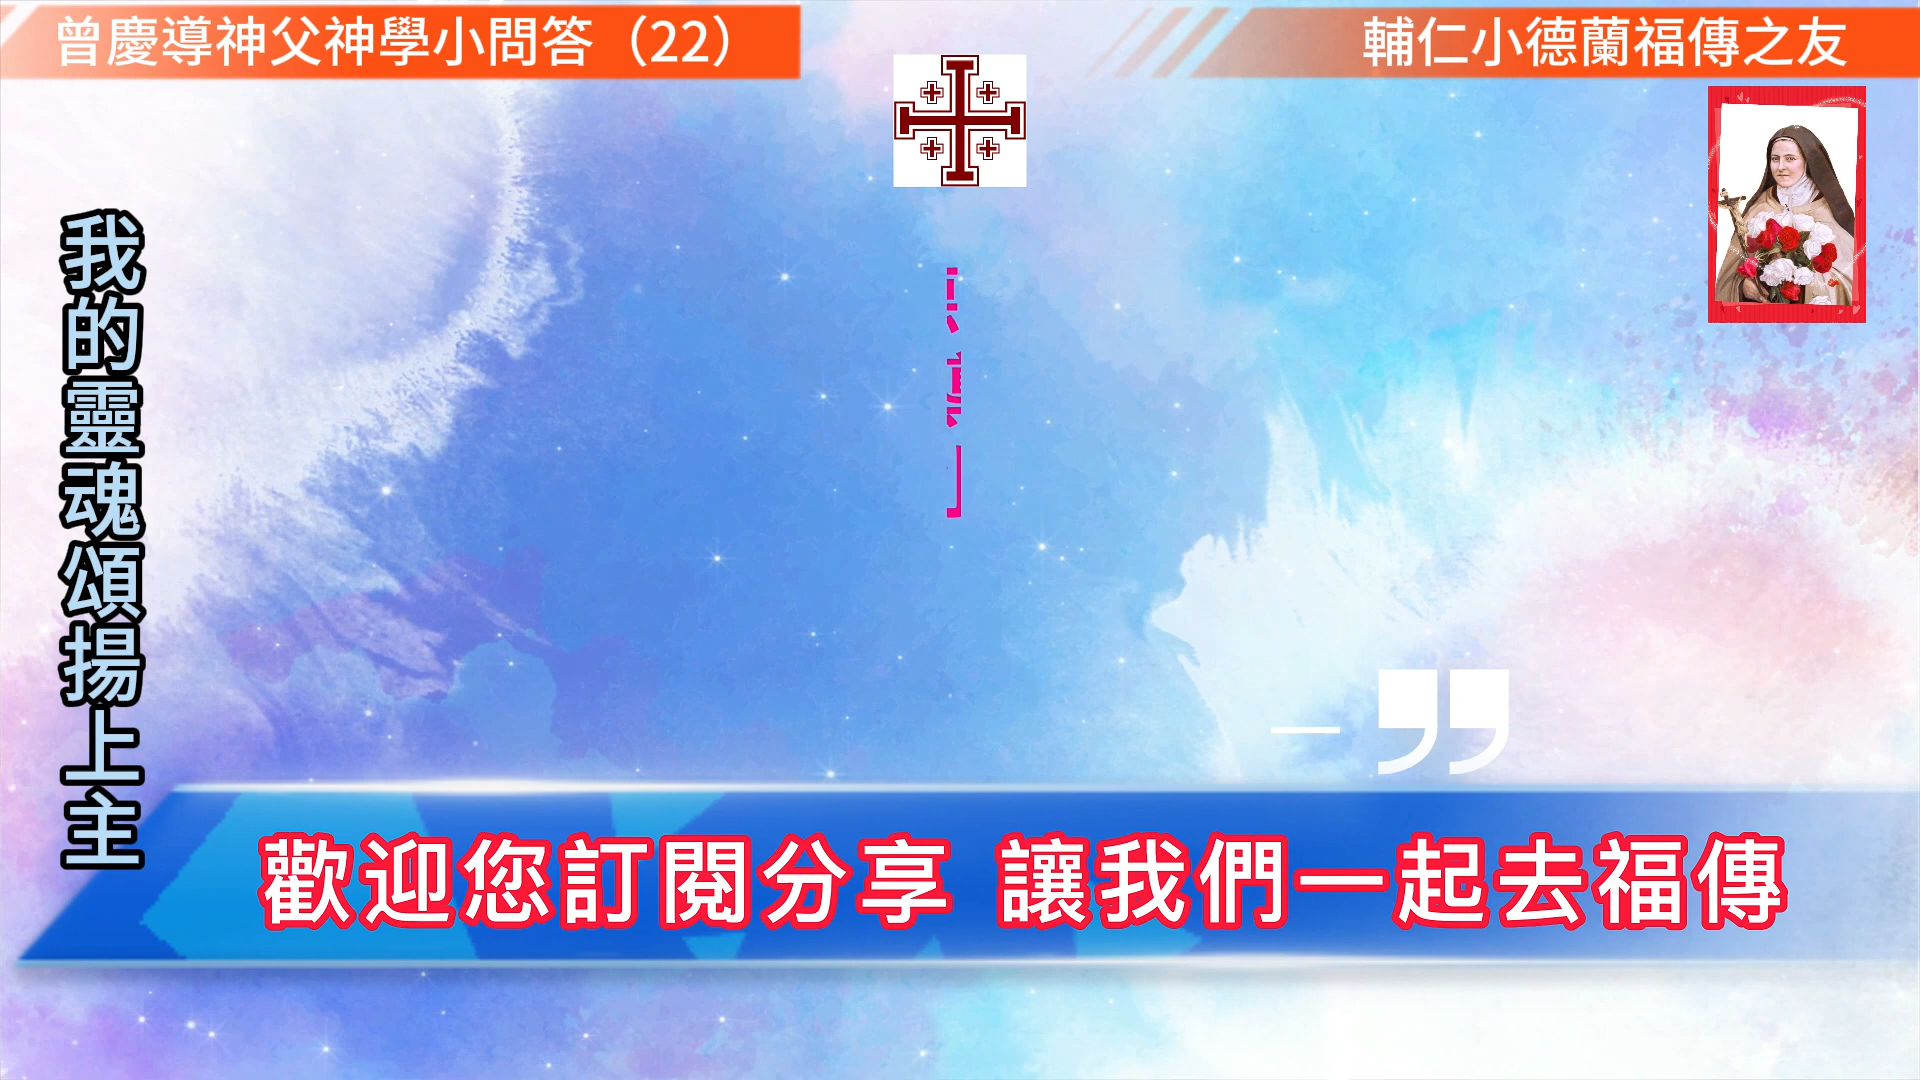 曾慶導神父神學小問答（22）
輔仁小德蘭福傳之友
我的靈魂頌揚上主
歡迎您訂閱分享 讓我們一起去福傳